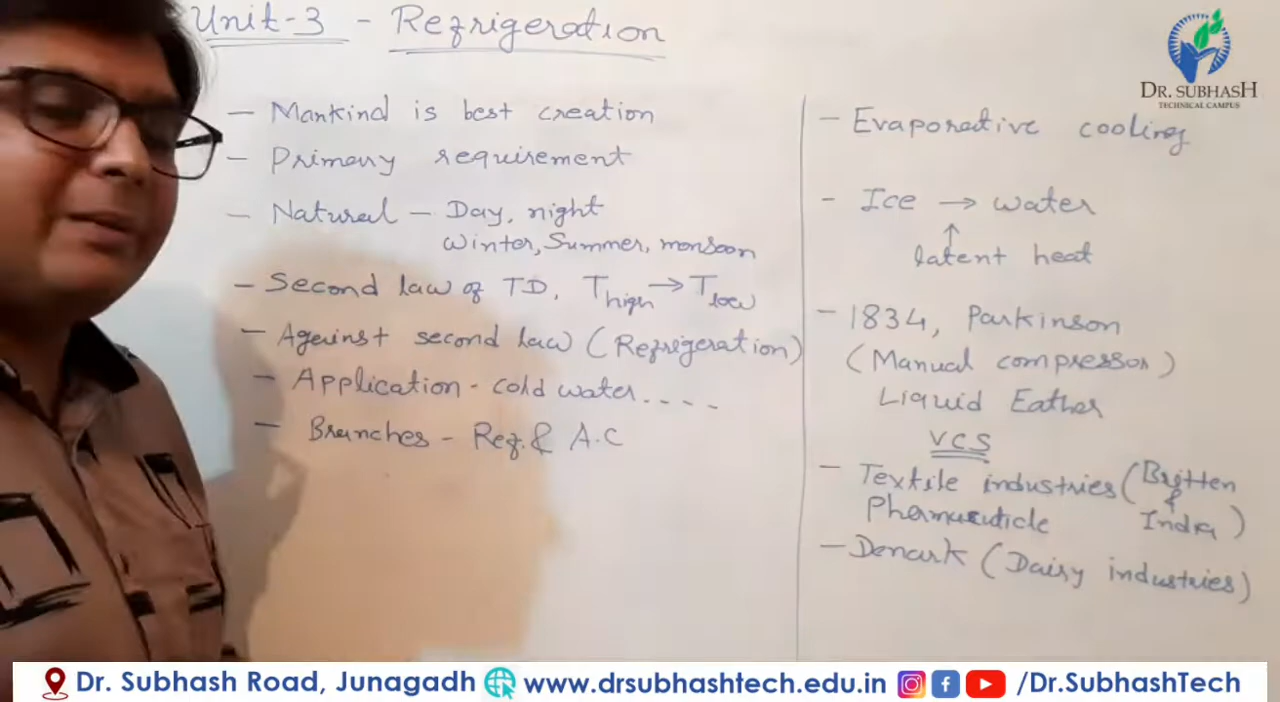 Unit-3 - Refrigeration
- Mankind is best creation
- Primary requirement
- Natural - Day, night
Winter, Summer, monsoon
- Second law of TD, Thigh → Tlow
- Against second law (Refrigeration)
- Application - cold water....
- Branches - Ref. & A.C
DR. SUBHASH
TECHNICAL CAMPUS
- Evaporative cooling
- Ice → water
↑
latent heat
- 1834, Parkinson
(Manual compressor)
Liquid Eather
VCS
- Textile industries (Britten
&
Pharmaceuticle India)
- Denark (Dairy industries)
Dr. Subhash Road, Junagadh www.drsubhashtech.edu.in /Dr.SubhashTech